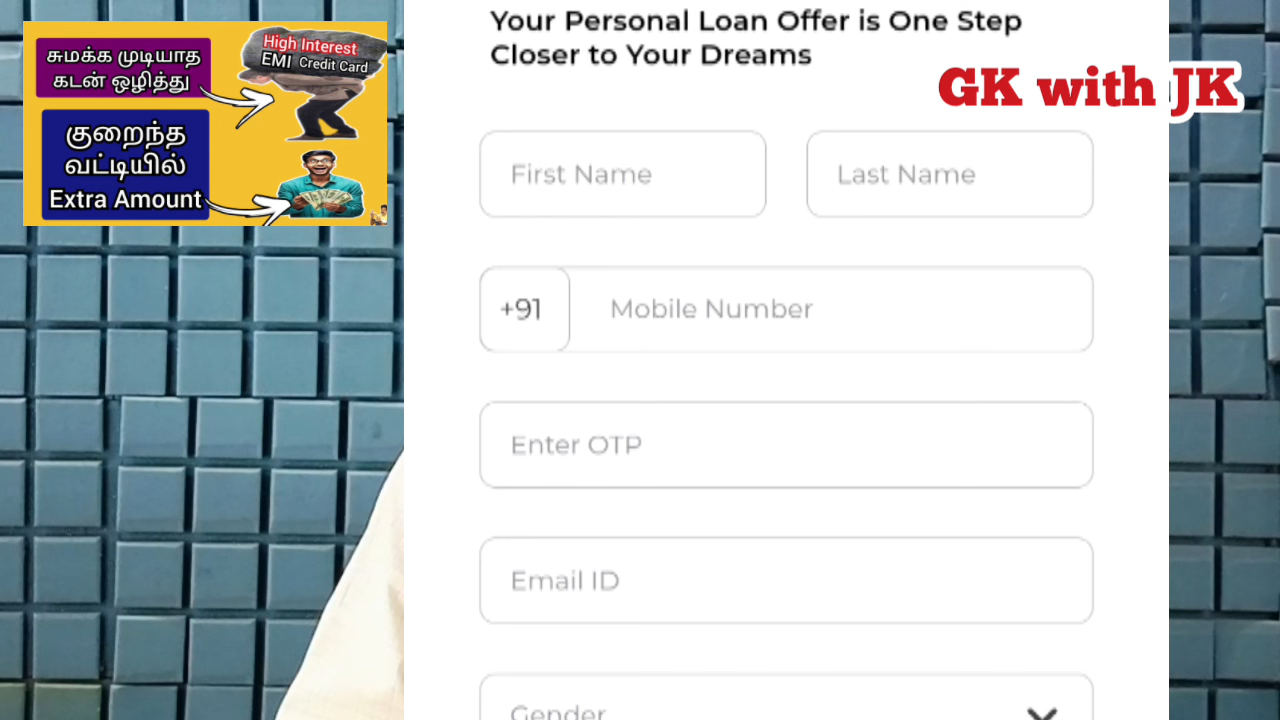 சுமக்க முடியாத
கடன் ஒழித்து
High Interest
EMI Credit Card
குறைந்த
வட்டியில்
Extra Amount
Your Personal Loan Offer is One Step
Closer to Your Dreams
GK with JK
First Name
Last Name
+91
Mobile Number
Enter OTP
Email ID
Gender